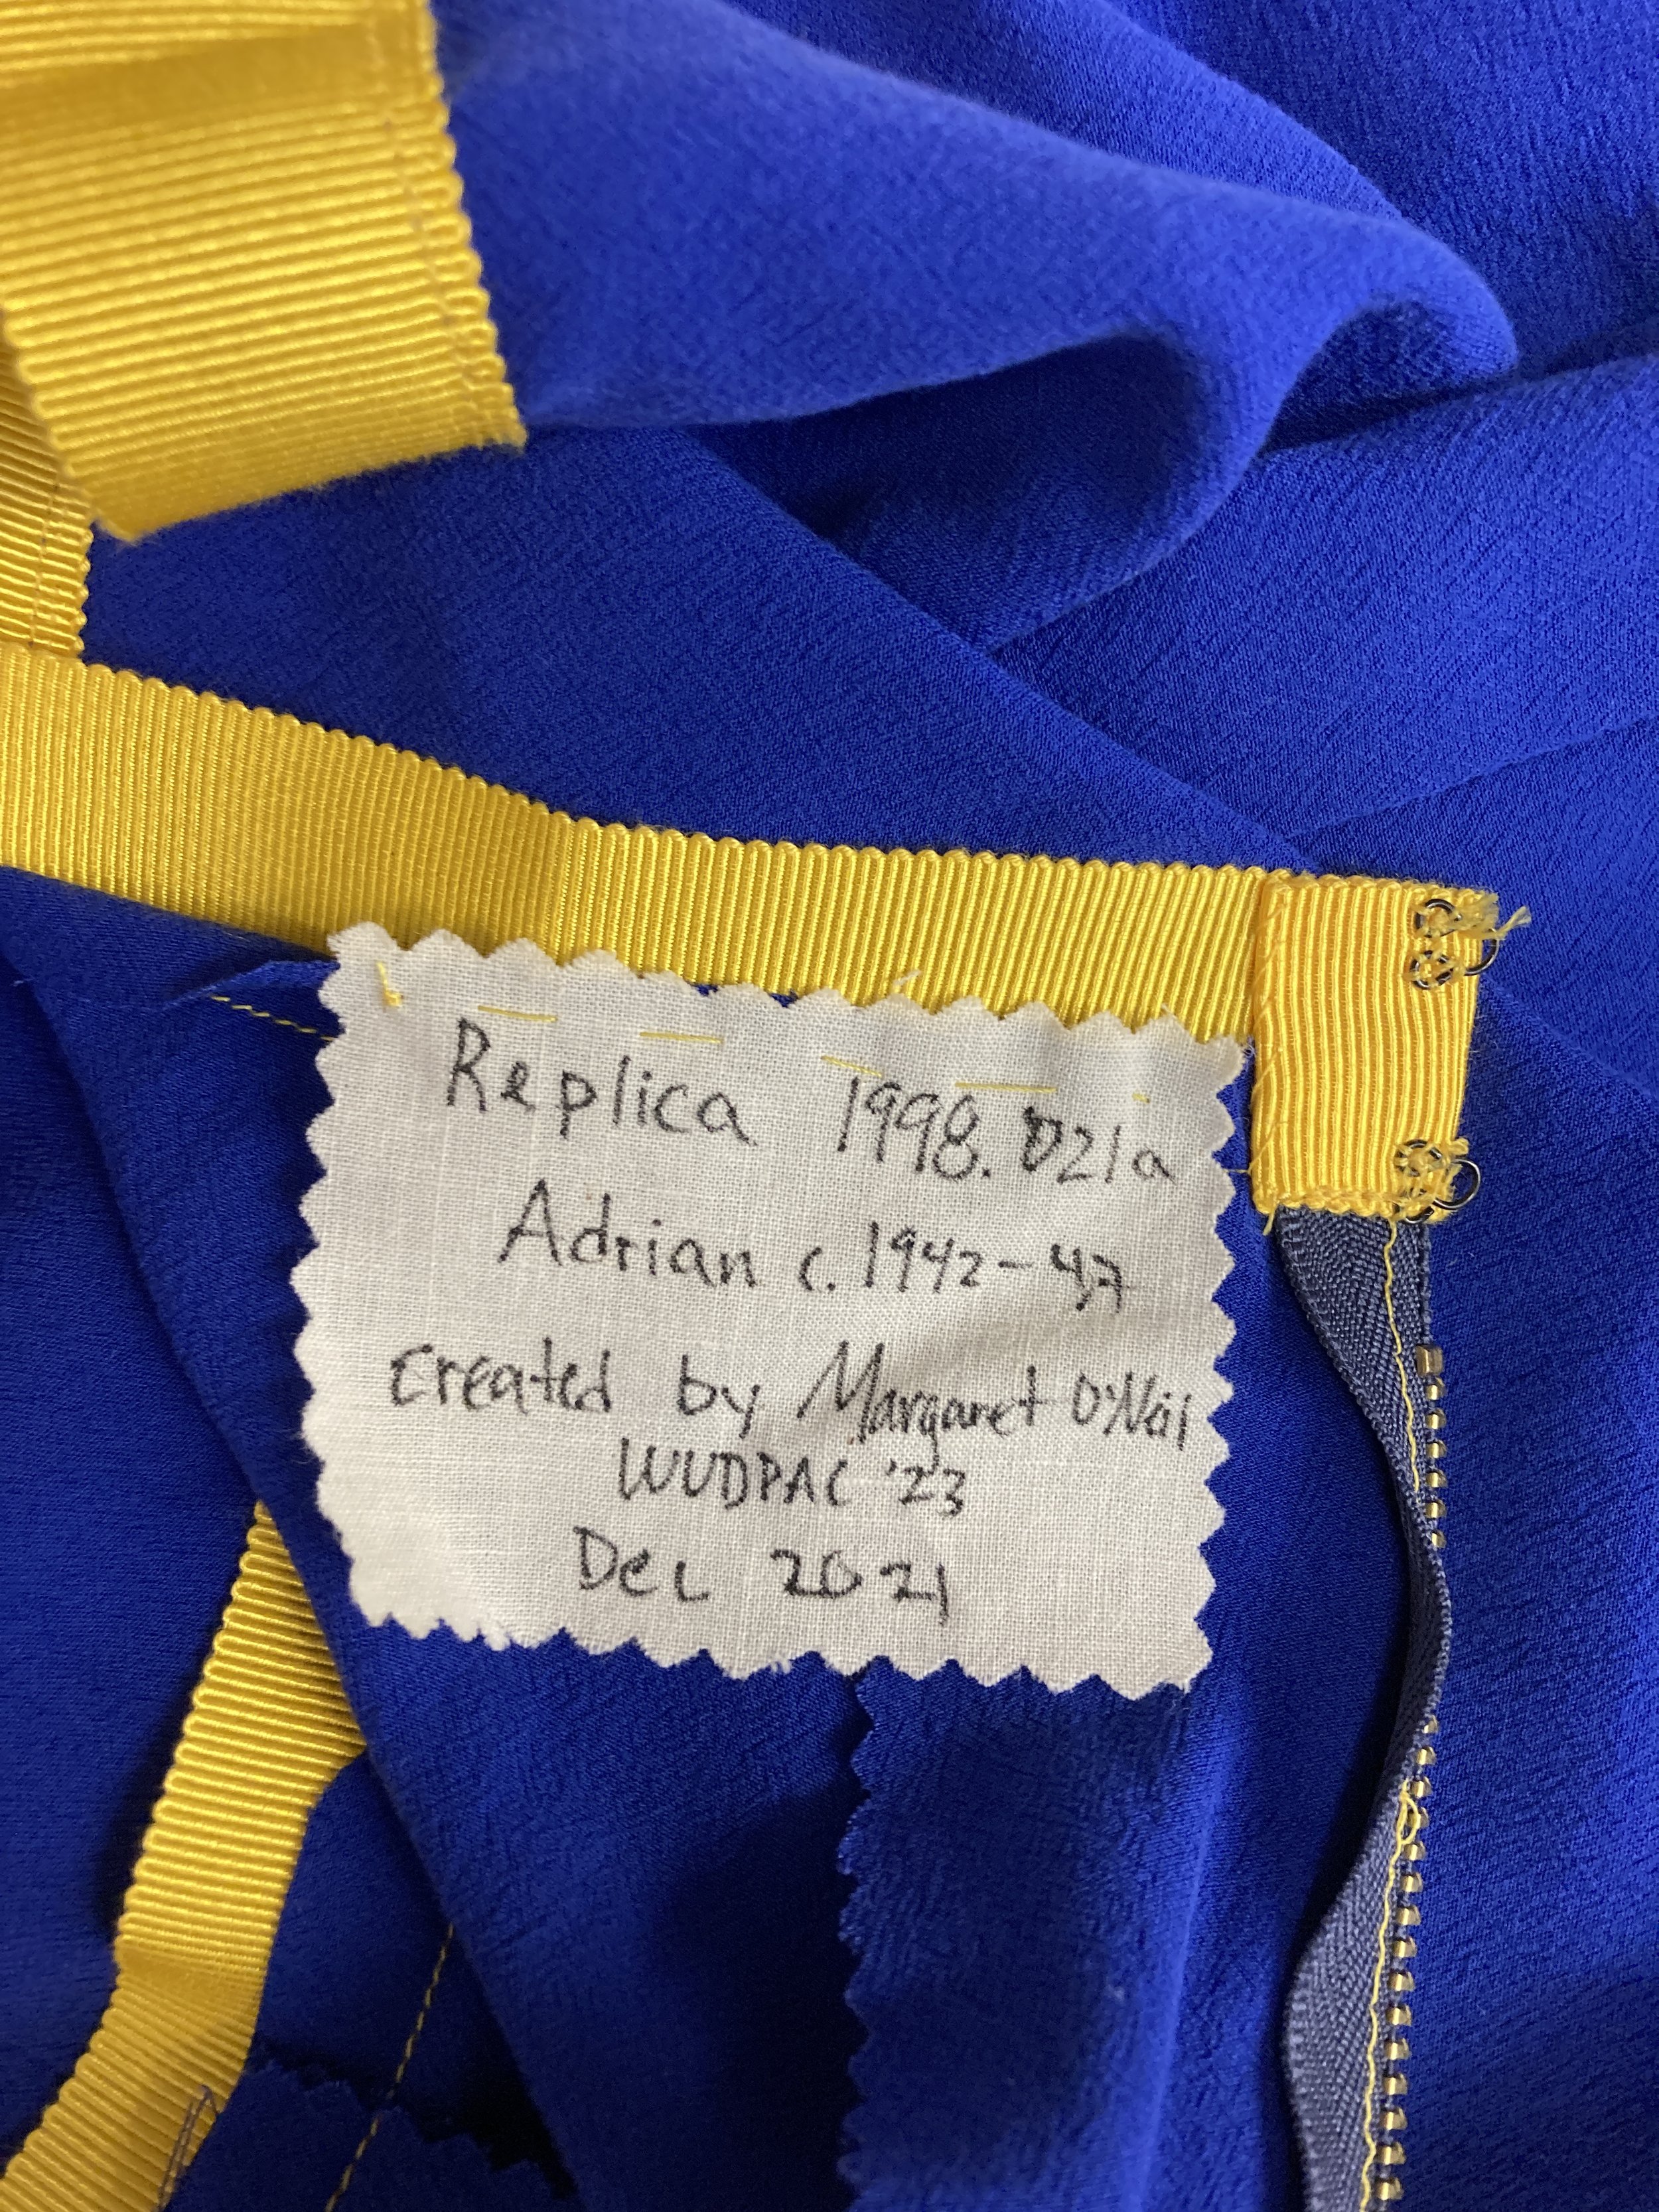 Replica 1998.D21a
Adrian c. 1942-47
created by Margaret O'Neil
WUDPAC '23
Dec 2021